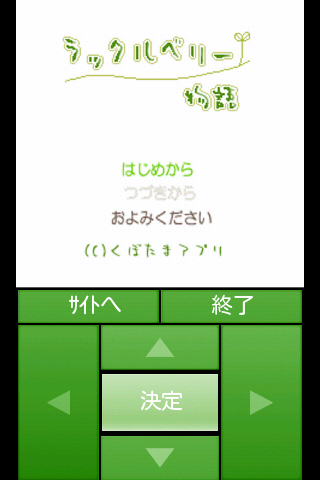 ラックルベリー
物語
はじめから
つづきから
およみください
(()くぼたまアプリ
ｻｲﾄへ
終了
決定